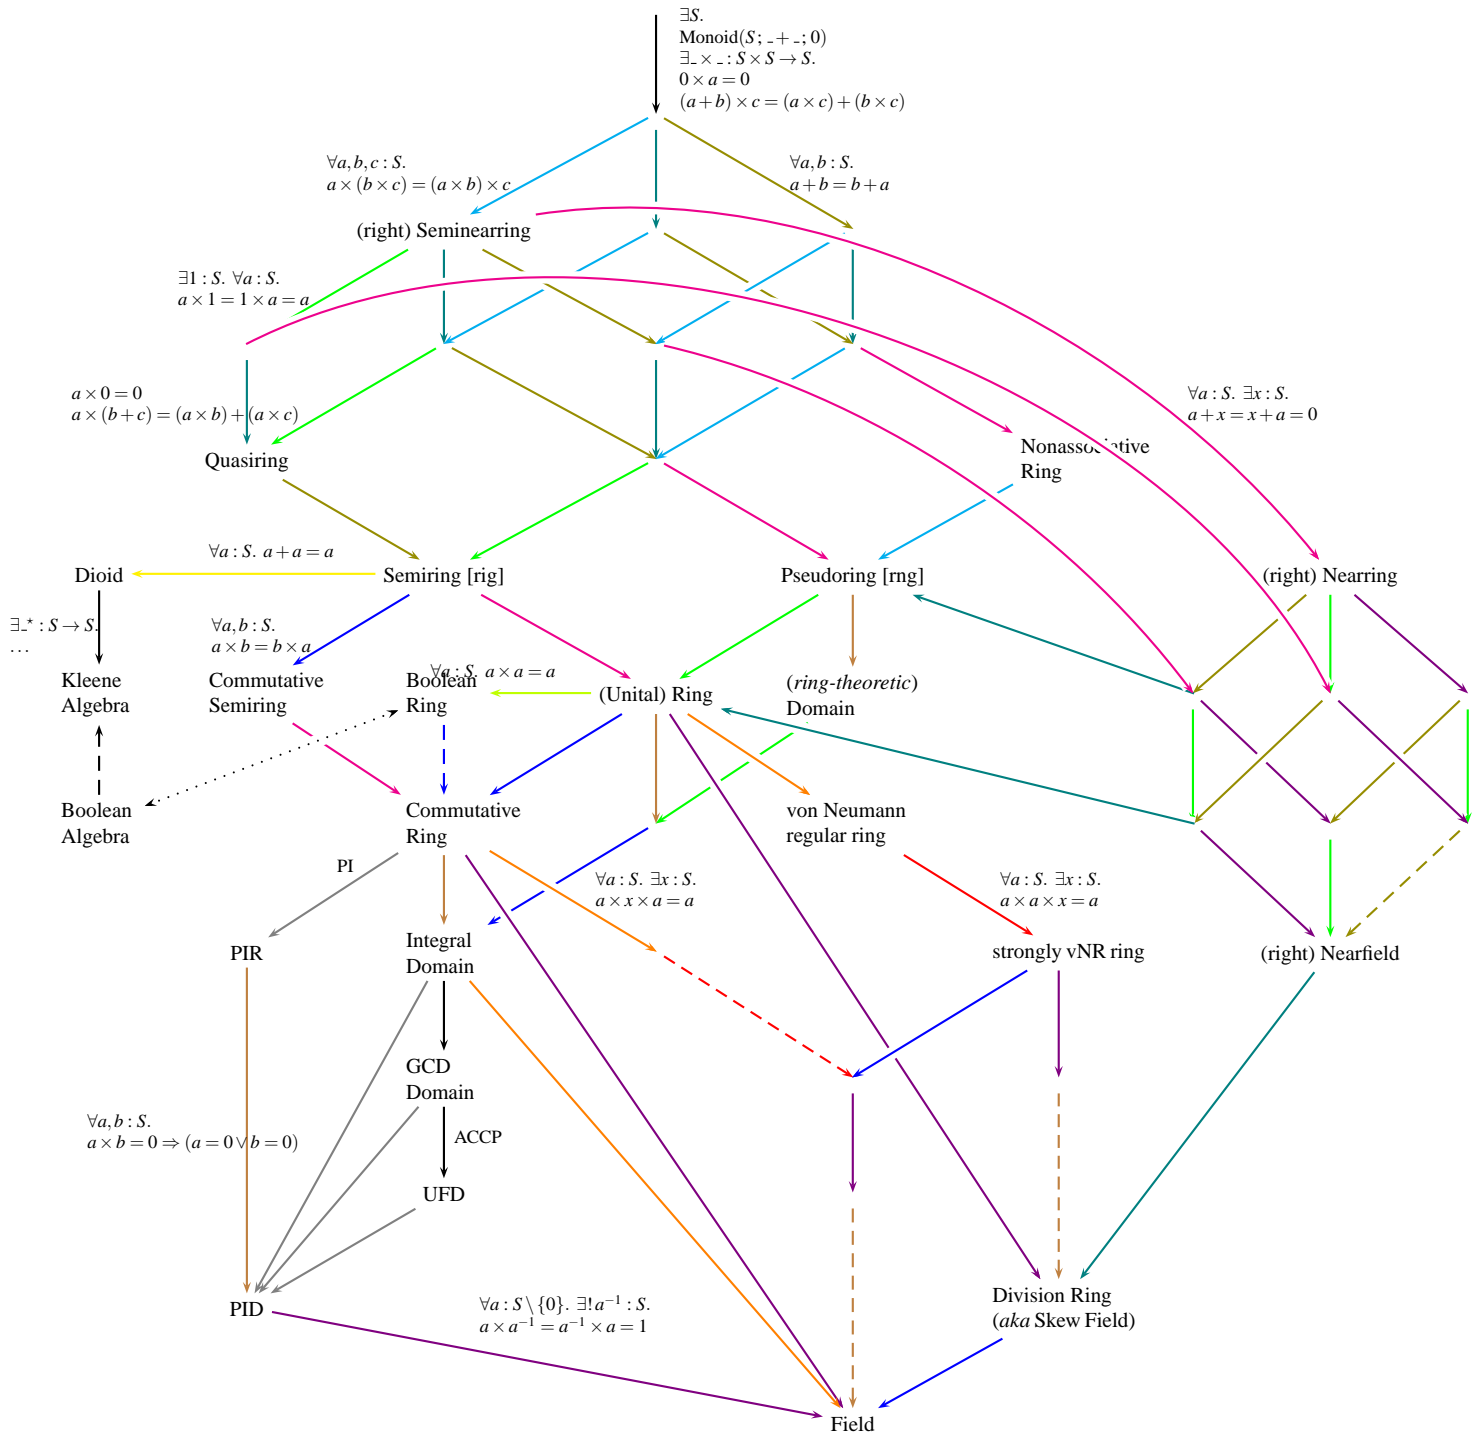 ∃S.
Monoid(S; _ + _; 0)
∃_ × _ : S × S → S.
0 × a = 0
(a + b) × c = (a × c) + (b × c)
∀a, b, c : S.
a × (b × c) = (a × b) × c
∀a, b : S.
a + b = b + a
(right) Seminearring
∃1 : S. ∀a : S.
a × 1 = 1 × a = a
a × 0 = 0
a × (b + c) = (a × b) + (a × c)
∀a : S. ∃x : S.
a + x = x + a = 0
Quasiring
Nonassociative
Ring
∀a : S. a + a = a
Dioid
Semiring [rig]
Pseudoring [rng]
(right) Nearring
∃_* : S → S.
…
∀a, b : S.
a × b = b × a
∀a : S. a × a = a
Kleene
Algebra
Commutative
Semiring
Boolean
Ring
(Unital) Ring
(ring-theoretic)
Domain
Boolean
Algebra
Commutative
Ring
von Neumann
regular ring
PI
∀a : S. ∃x : S.
a × x × a = a
∀a : S. ∃x : S.
a × a × x = a
PIR
Integral
Domain
strongly vNR ring
(right) Nearfield
GCD
Domain
∀a, b : S.
a × b = 0 ⇒ (a = 0 ∨ b = 0)
ACCP
UFD
PID
∀a : S \ {0}. ∃! a⁻¹ : S.
a × a⁻¹ = a⁻¹ × a = 1
Division Ring
(aka Skew Field)
Field